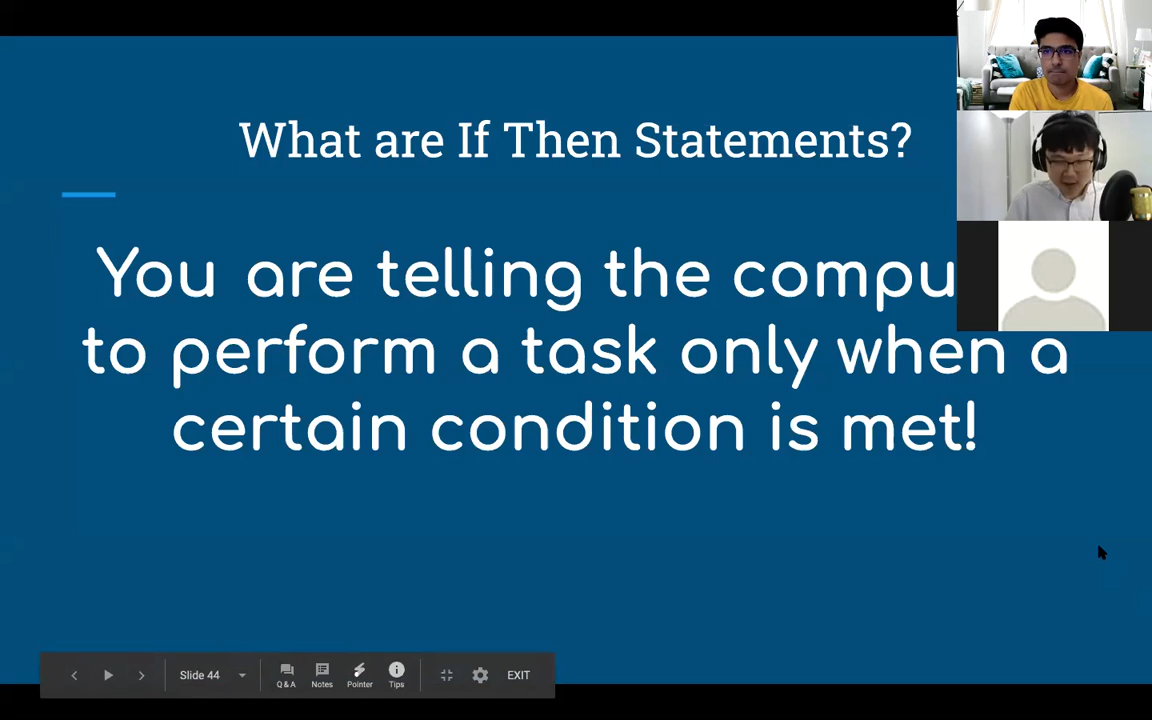 What are If Then Statements?
You are telling the compu
to perform a task only when a
certain condition is met!
Slide 44
Q & A
Notes
Pointer
Tips
EXIT